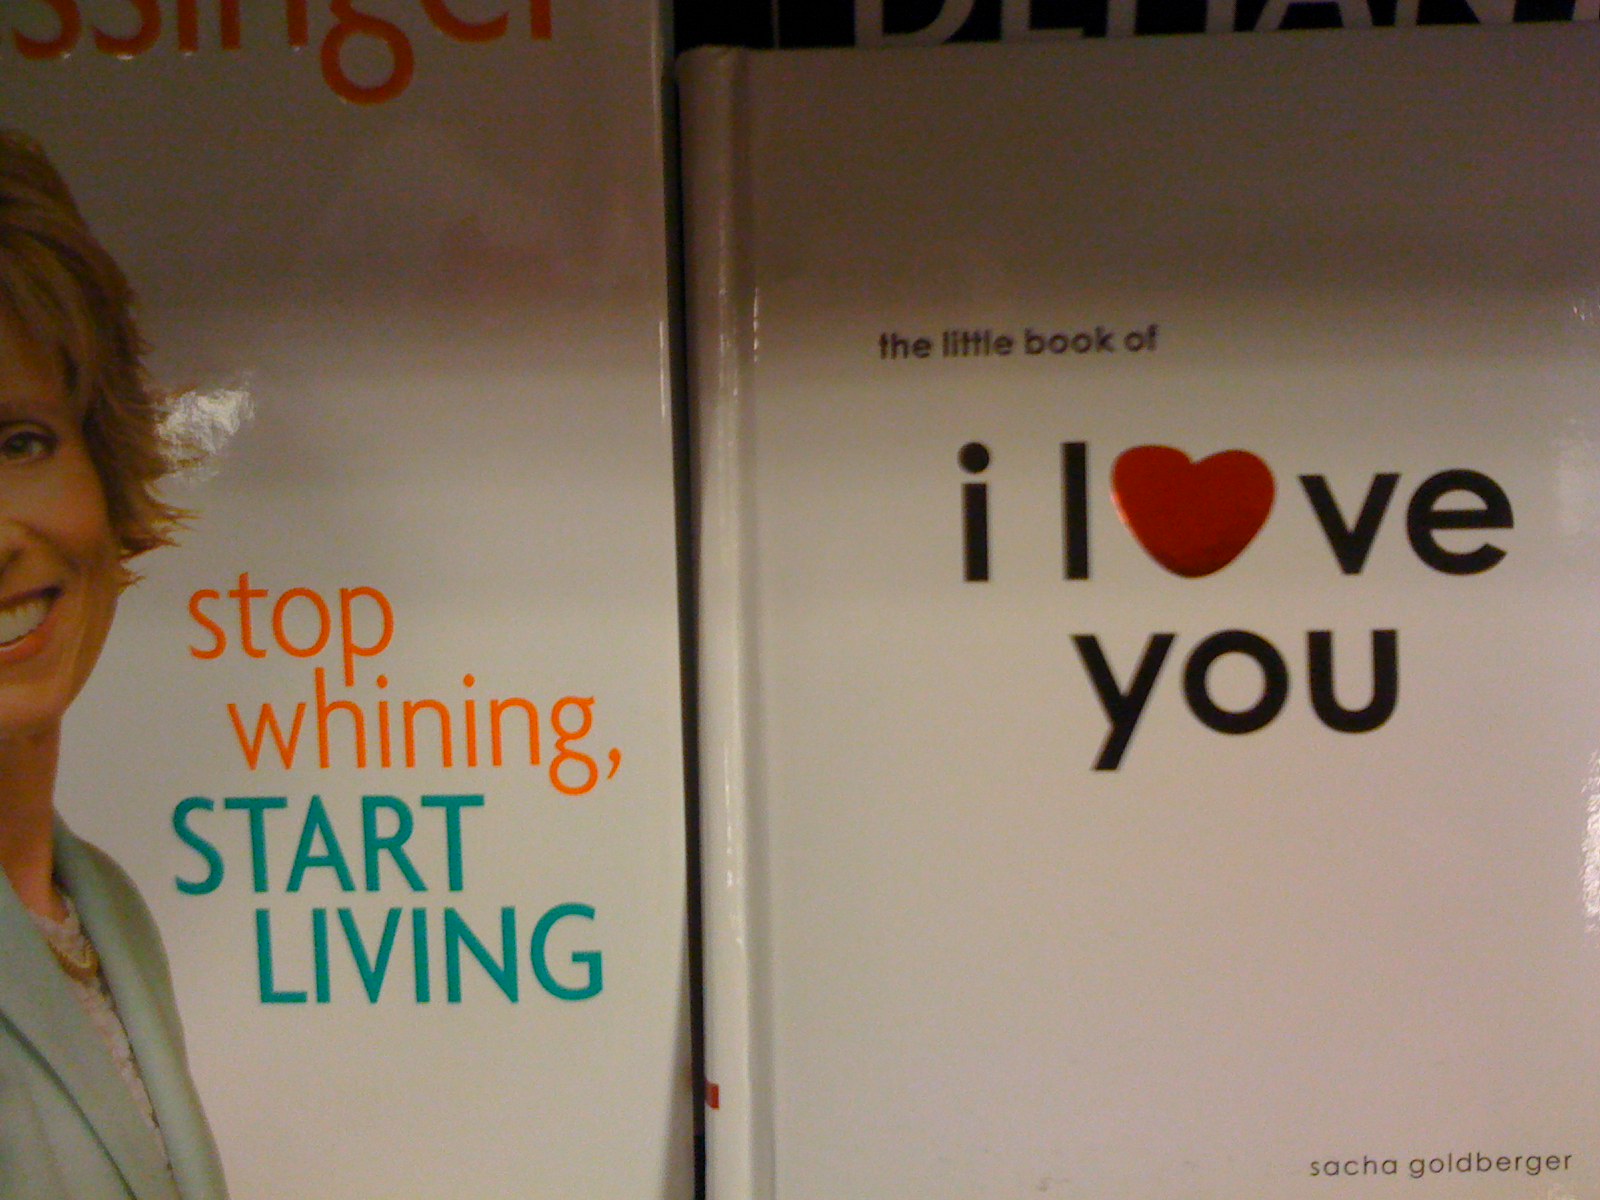 stop
whining,
START
LIVING
the little book of
i l ve
you
sacha goldberger